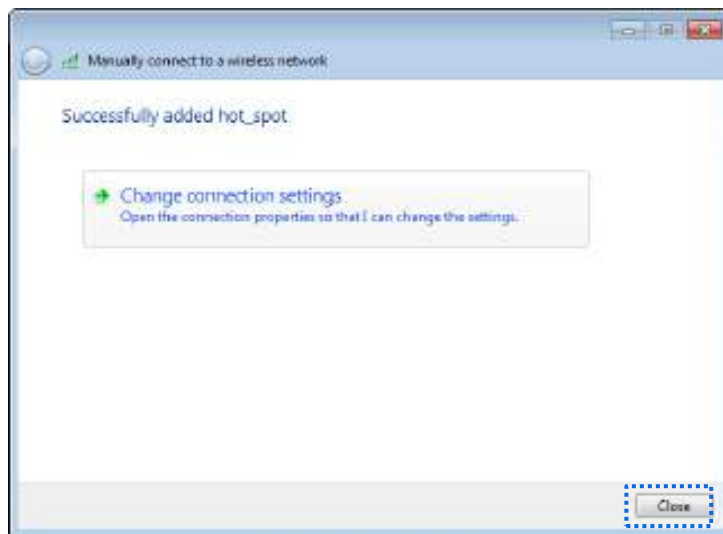 Manually connect to a wireless network
Successfully added hot_spot
Change connection settings
Open the connection properties so that I can change the settings.
Close